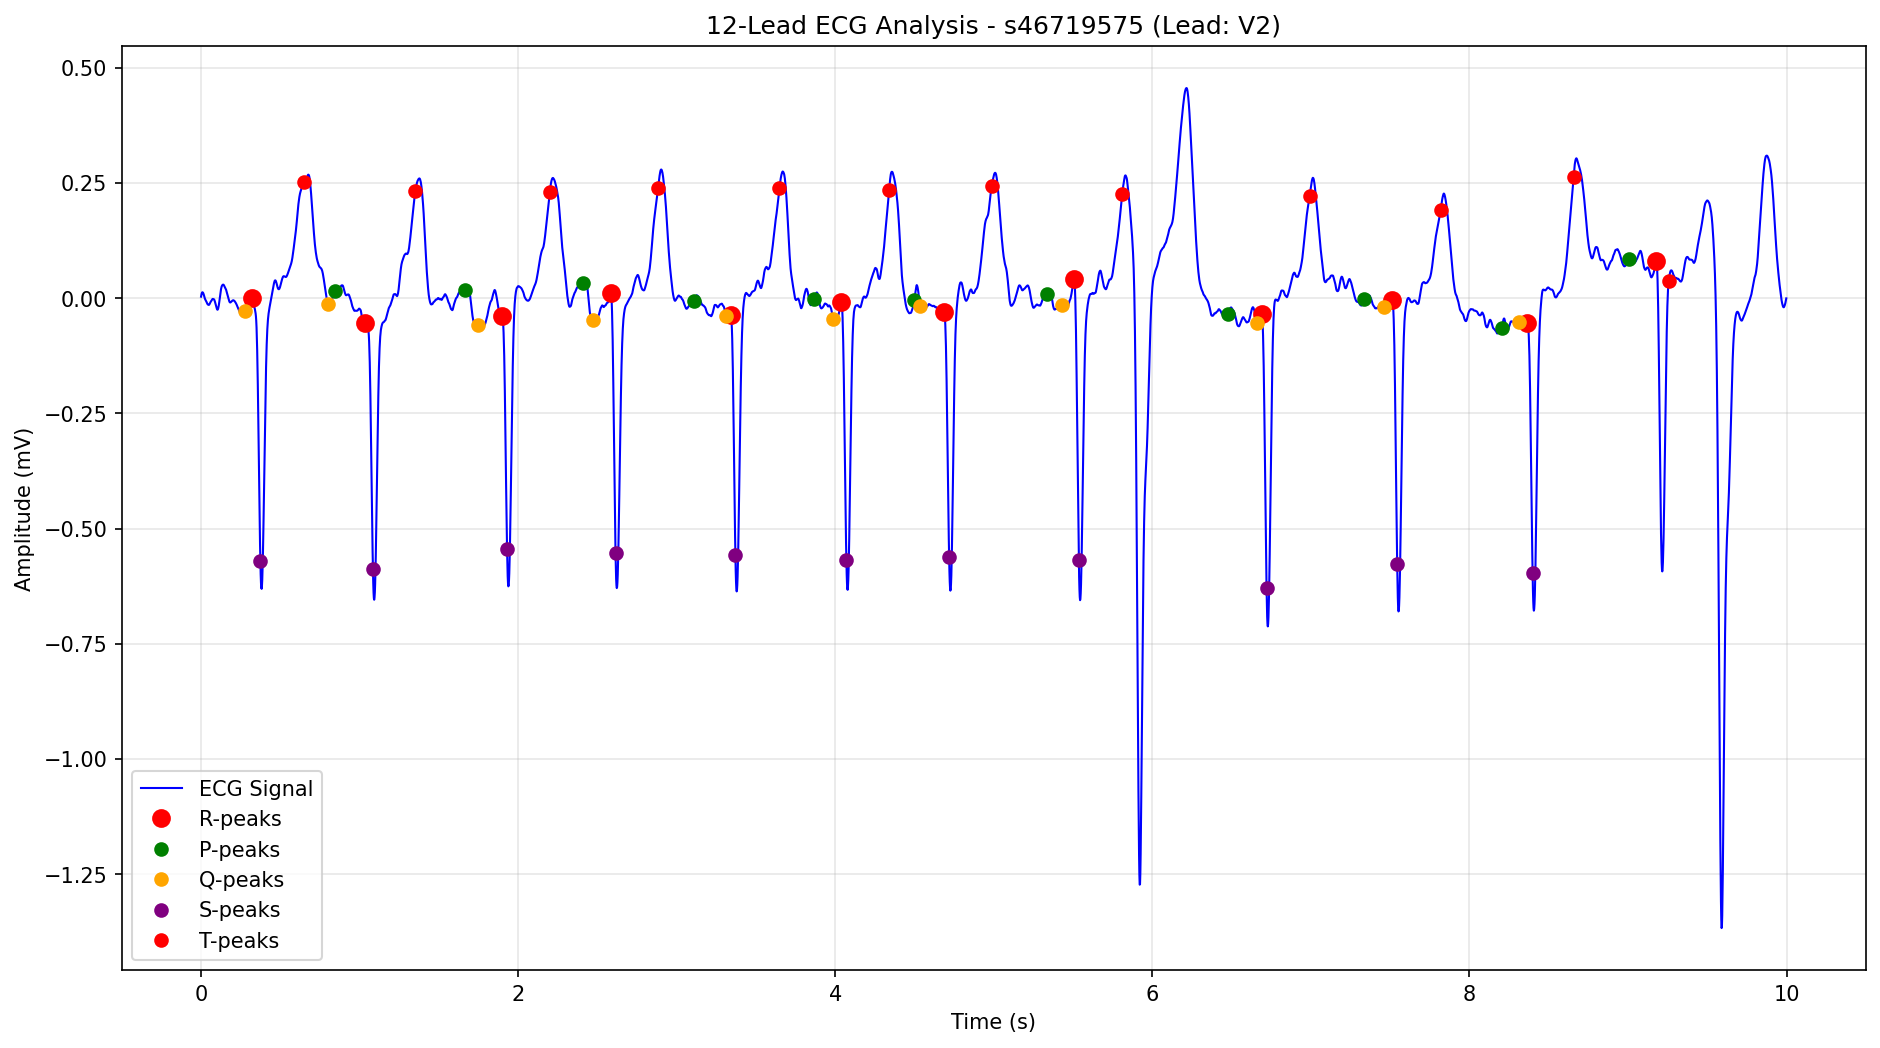 12-Lead ECG Analysis - s46719575 (Lead: V2)
Amplitude (mV)
0.50
0.25
0.00
−0.25
−0.50
−0.75
−1.00
−1.25
ECG Signal
R-peaks
P-peaks
Q-peaks
S-peaks
T-peaks
0 2 4 6 8 10
Time (s)